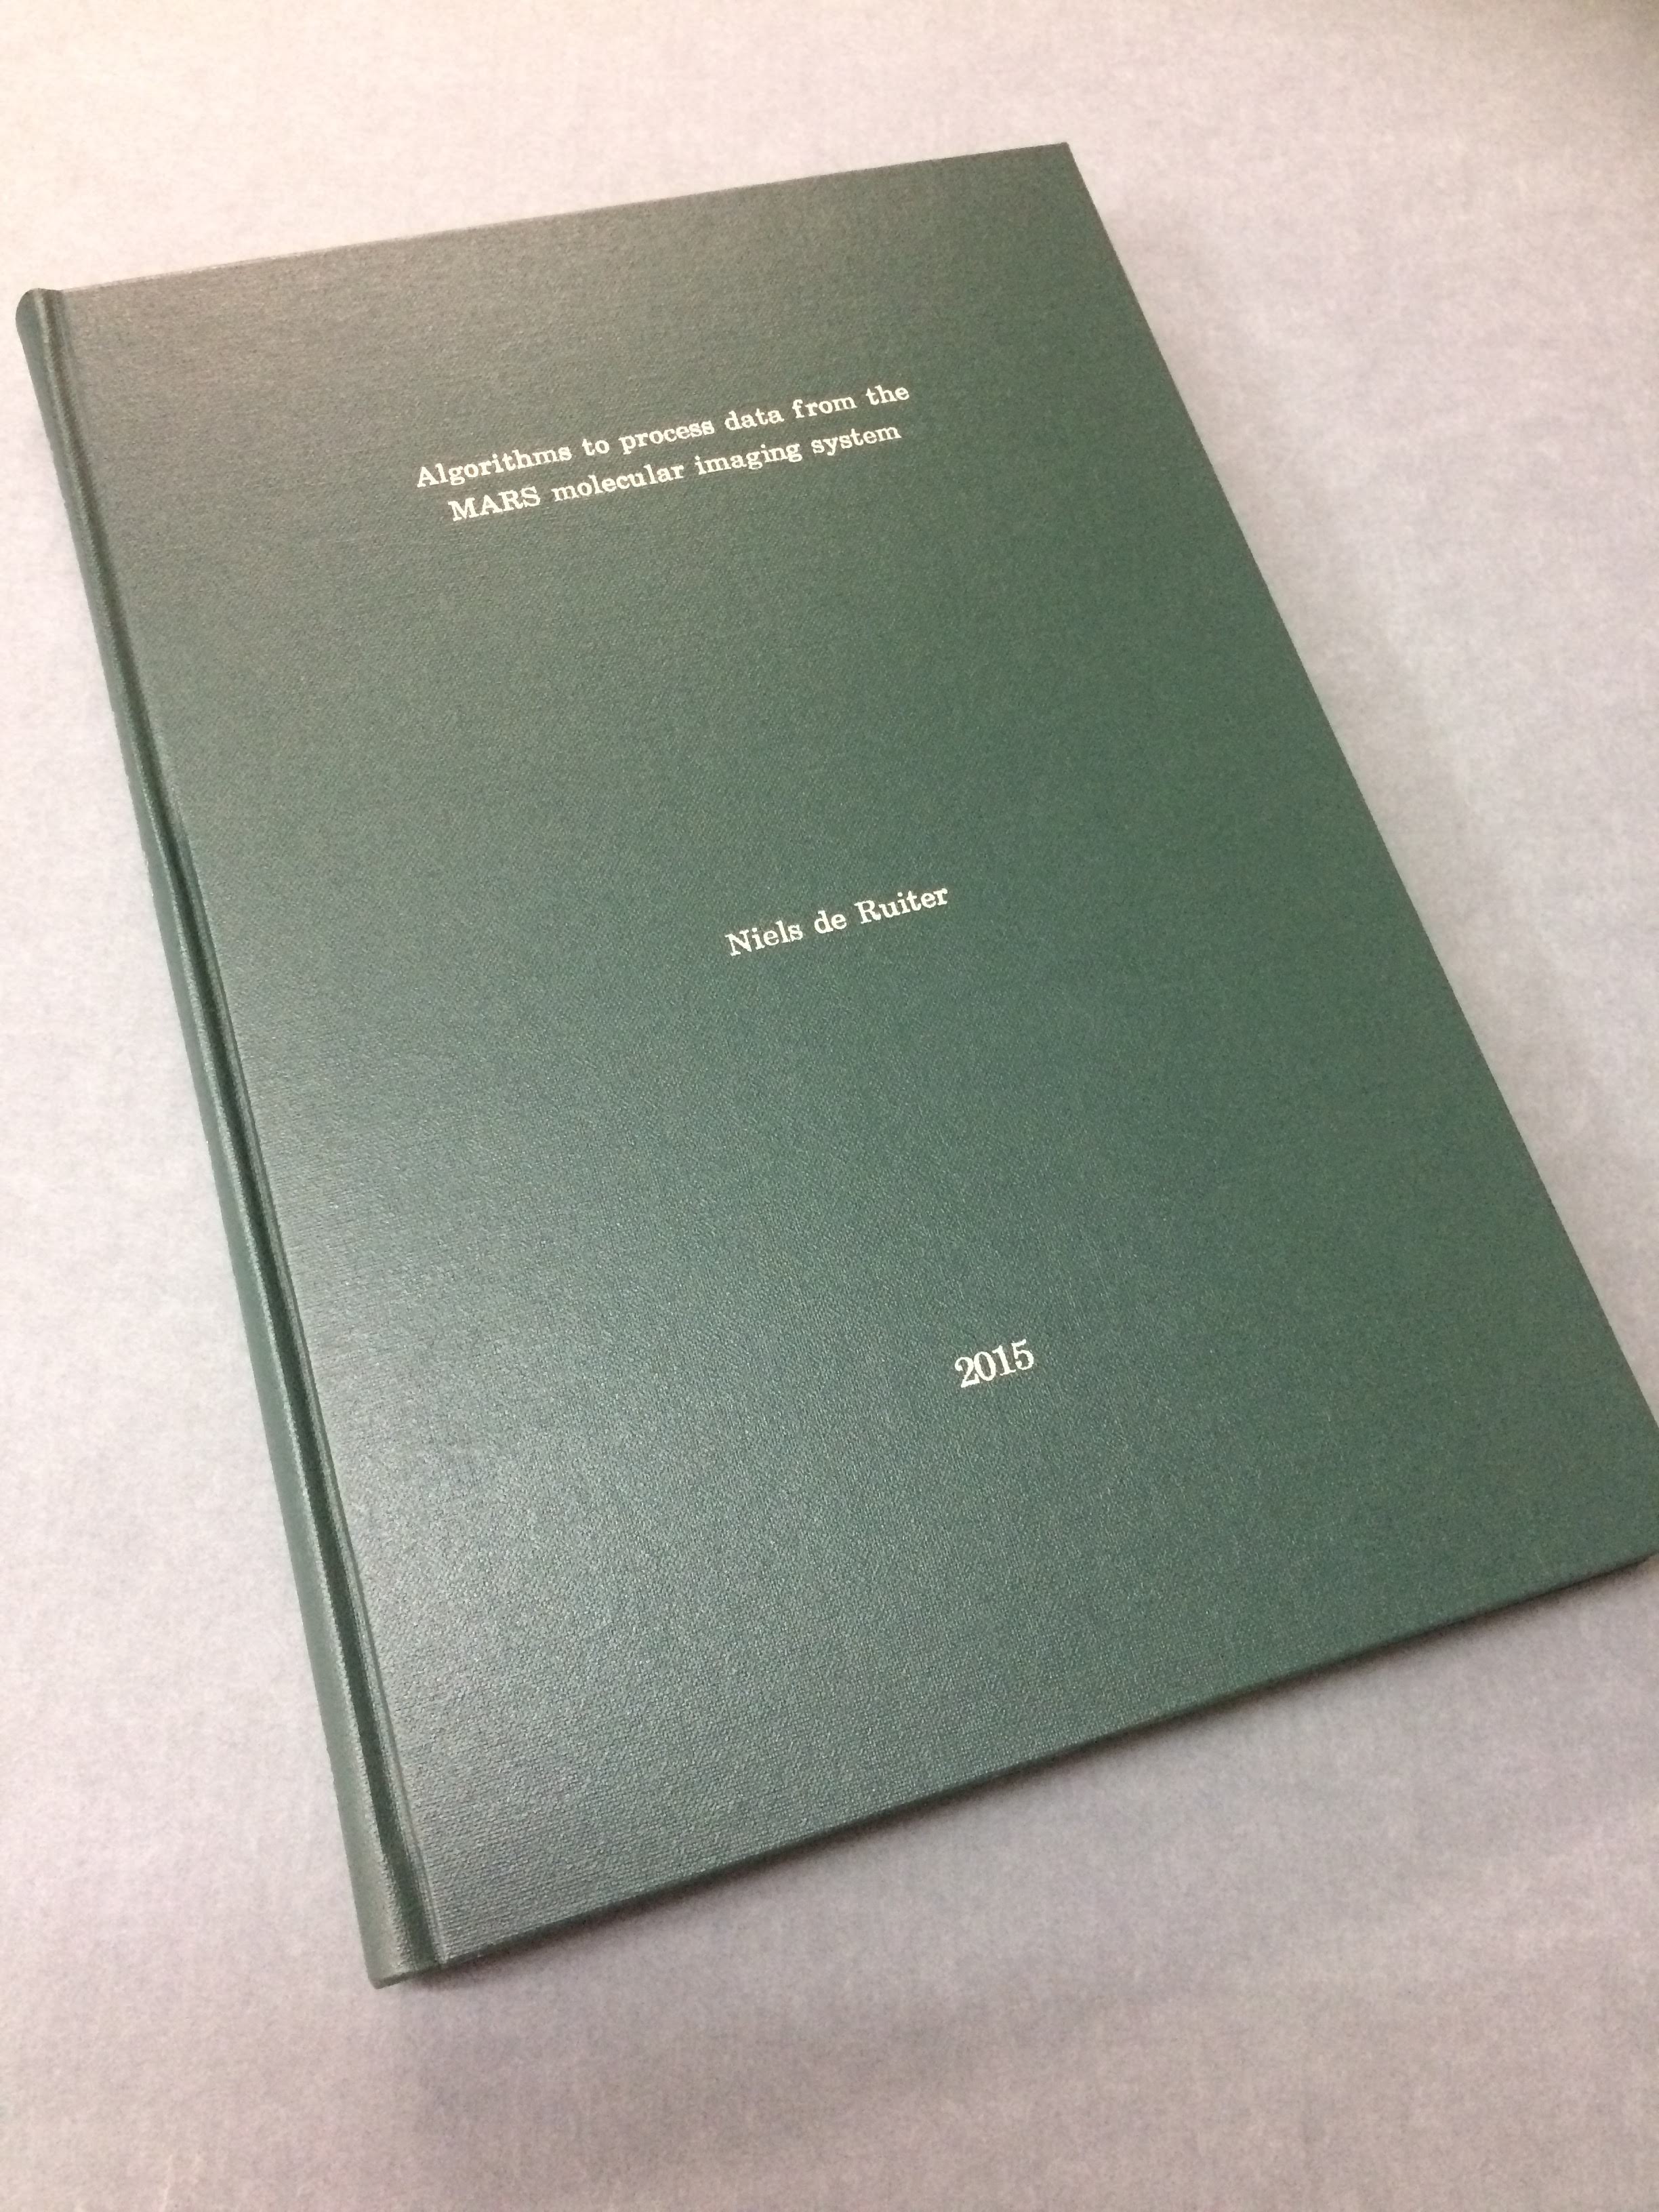 Algorithms to process data from the
MARS molecular imaging system
Niels de Ruiter
2015